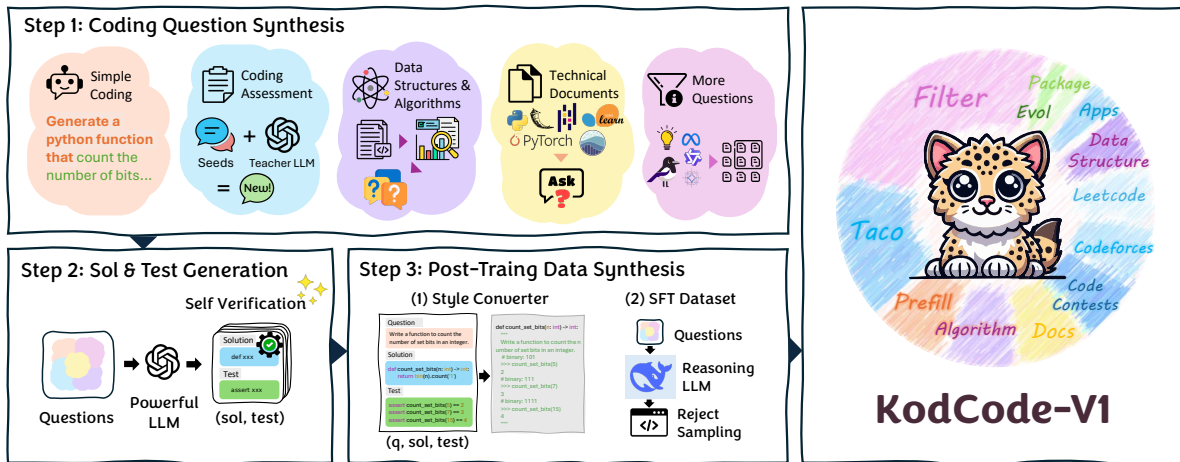 Step 1: Coding Question Synthesis
Simple
Coding
Generate a
python function
that count the
number of bits...
Coding
Assessment
Seeds
+
Teacher LLM
=
New!
Data
Structures &
Algorithms
Technical
Documents
learn
PyTorch
Ask
?
More
Questions
Step 2: Sol & Test Generation
Self Verification
Questions
Powerful
LLM
Solution
def xxx
Test
assert xxx
(sol, test)
Step 3: Post-Traing Data Synthesis
(1) Style Converter
Question
Write a function to count the
number of set bits in an integer.
Solution
def count_set_bits(n: int) -> int:
return bin(n).count('1')
Test
assert count_set_bits(5) == 2
assert count_set_bits(7) == 3
assert count_set_bits(15) == 4
(q, sol, test)
def count_set_bits(n: int) -> int:
"""
Write a function to count the n
umber of set bits in an integer.
# binary: 101
>>> count_set_bits(5)
2
# binary: 111
>>> count_set_bits(7)
3
# binary: 1111
>>> count_set_bits(15)
4
"""
(2) SFT Dataset
Questions
Reasoning
LLM
</>
Reject
Sampling
Filter
Package
Evol
Apps
Data
Structure
Leetcode
Taco
Codeforces
Code
Contests
Prefill
Algorithm
Docs
KodCode-V1